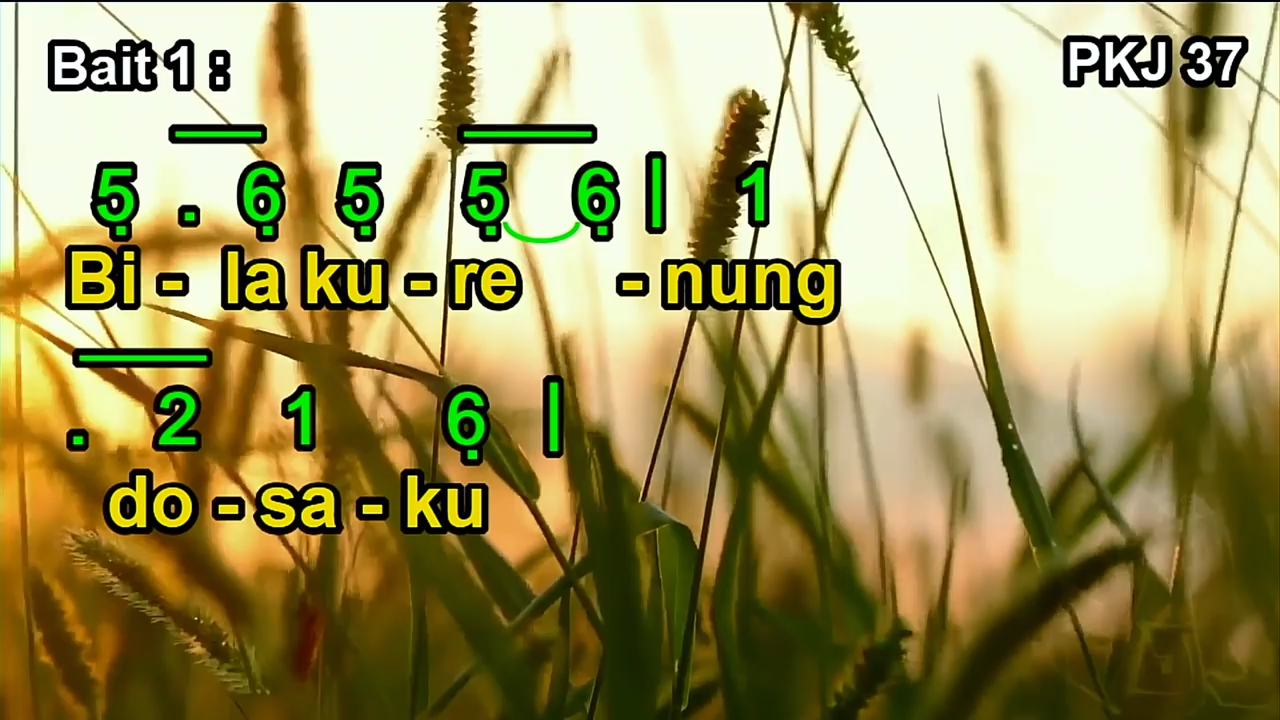 Bait 1 : PKJ 37
5̣ . 6̣ 5̣ 5̣ 6̣ | 1
Bi - la ku - re - nung
. 2 1 6̣ |
do - sa - ku